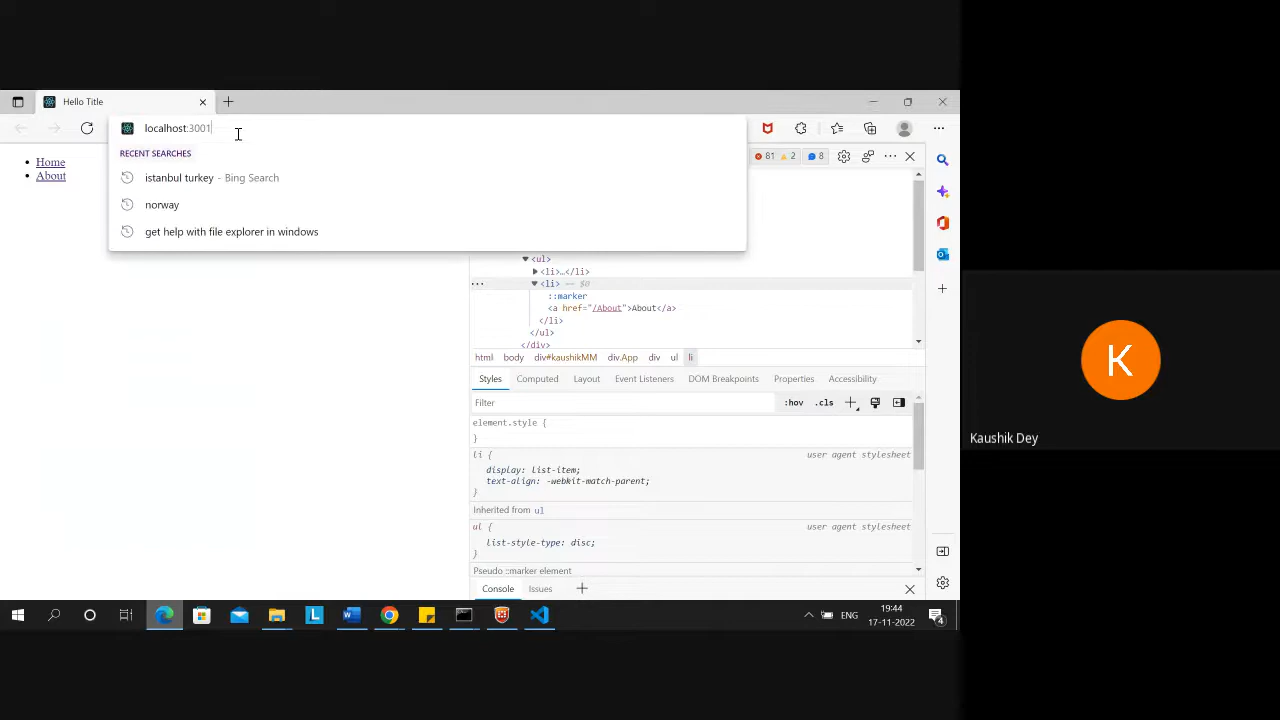 Hello Title
localhost:3001
RECENT SEARCHES
istanbul turkey - Bing Search
norway
get help with file explorer in windows
Home
About
81 2 8
<ul>
<li>…</li>
<li> == $0
::marker
<a href="/About">About</a>
</li>
</ul>
</div>
html body div#kaushikMM div.App div ul li
Styles Computed Layout Event Listeners DOM Breakpoints Properties Accessibility
Filter :hov .cls
element.style {
}
li { user agent stylesheet
display: list-item;
text-align: -webkit-match-parent;
}
Inherited from ul
ul { user agent stylesheet
list-style-type: disc;
}
Pseudo ::marker element
Console Issues
ENG
19:44
17-11-2022
4
K
Kaushik Dey